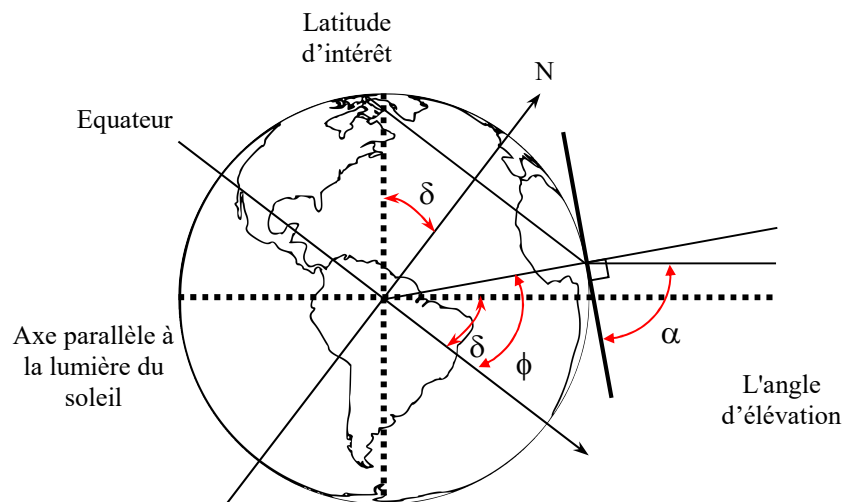 Latitude
d’intérêt
N
Equateur
δ
δ
ϕ
α
Axe parallèle à
la lumière du
soleil
L'angle
d’élévation